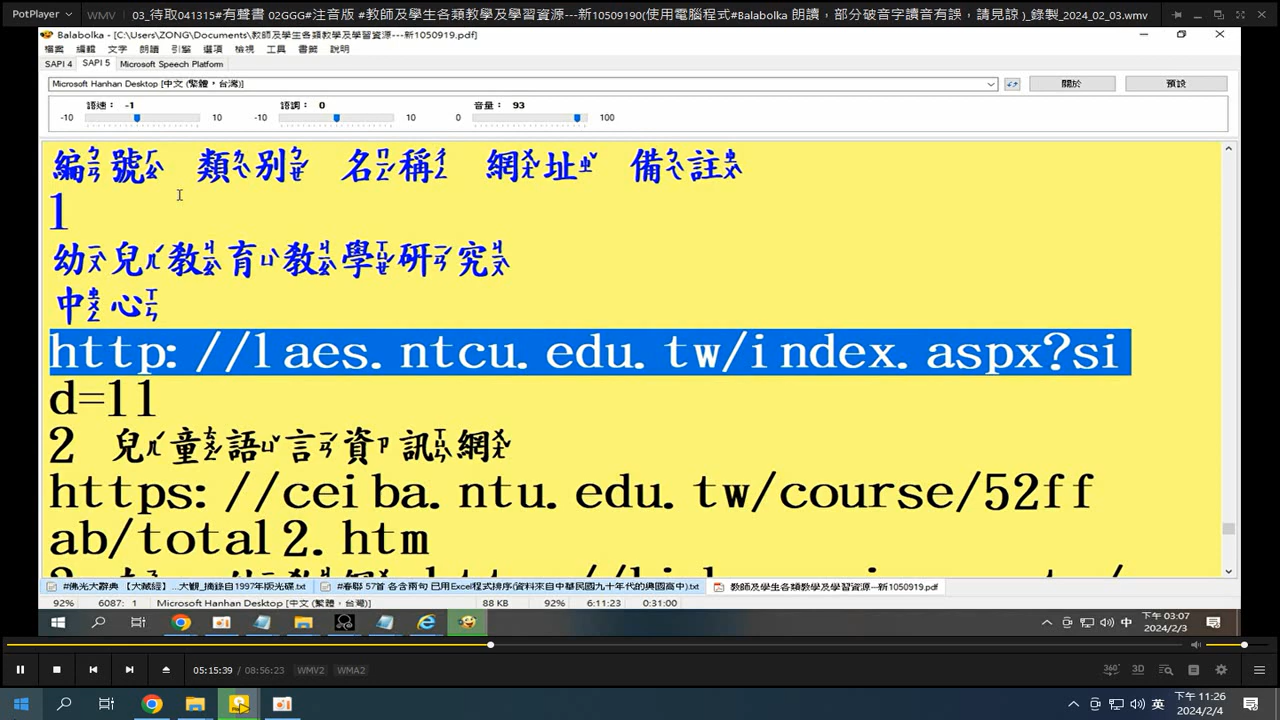 PotPlayer WMV 03_待取041315#有聲書 02GGG#注音版 #教師及學生各類教學及學習資源---新10509190(使用電腦程式#Balabolka 朗讀，部分破音字讀音有誤，請見諒 )_錄製_2024_02_03.wmv
Balabolka - [C:\Users\ZONG\Documents\教師及學生各類教學及學習資源---新1050919.pdf]
檔案 編輯 文字 朗讀 引擎 選項 檢視 工具 書籤 說明
SAPI 4 SAPI 5 Microsoft Speech Platform
Microsoft Hanhan Desktop [中文 (繁體，台灣)] 關於 預設
語速： -1 語調： 0 音量： 93
-10 10 -10 10 0 100
編號 類別 名稱 網址 備註
1
幼兒教育教學研究
中心
http://laes.ntcu.edu.tw/index.aspx?si
d=11
2 兒童語言資訊網
https://ceiba.ntu.edu.tw/course/52ff
ab/total2.htm
#佛光大辭典 【大藏經】...大觀_摘錄自1997年版光碟.txt #春聯 57首 各含兩句 已用Excel程式排序(資料來自中華民國九十年代的典國高中).txt 教師及學生各類教學及學習資源---新1050919.pdf
92% 6087: 1 Microsoft Hanhan Desktop [中文 (繁體，台灣)] 88 KB 92% 6:11:23 0:31:00
中 下午 03:07
2024/2/3
05:15:39 / 08:56:23 WMV2 WMA2 360° 3D
英 下午 11:26
2024/2/4